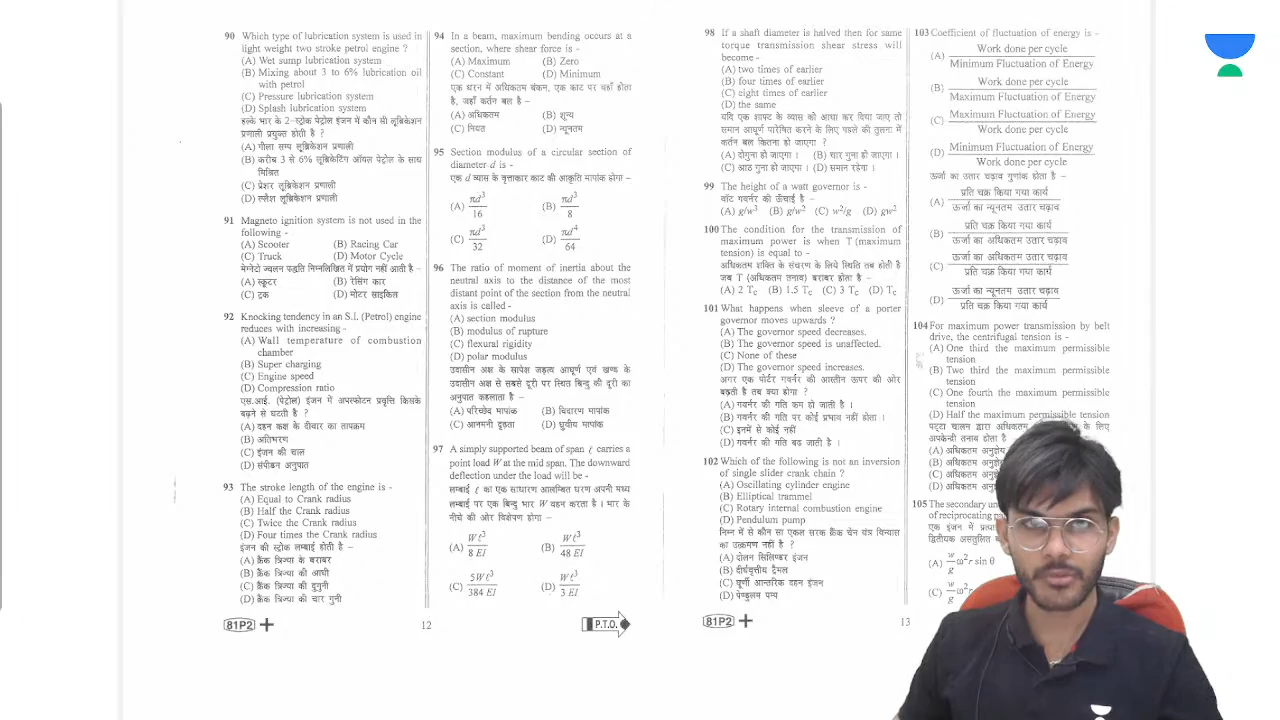 90 Which type of lubrication system is used in
light weight two stroke petrol engine ?
(A) Wet sump lubrication system
(B) Mixing about 3 to 6% lubrication oil
with petrol
(C) Pressure lubrication system
(D) Splash lubrication system
हल्के भार के 2-स्ट्रोक पेट्रोल इंजन में कौन सी लूब्रिकेशन
प्रणाली प्रयुक्त होती है ?
(A) गीला सम्प लूब्रिकेशन प्रणाली
(B) करीब 3 से 6% लूब्रिकेटिंग ऑयल पेट्रोल के साथ
मिश्रित
(C) प्रेशर लूब्रिकेशन प्रणाली
(D) स्प्लैश लूब्रिकेशन प्रणाली
91 Magneto ignition system is not used in the
following -
(A) Scooter (B) Racing Car
(C) Truck (D) Motor Cycle
मेग्नेटो ज्वलन पद्धति निम्नलिखित में प्रयोग नहीं आती है –
(A) स्कूटर (B) रेसिंग कार
(C) ट्रक (D) मोटर साइकिल
92 Knocking tendency in an S.I. (Petrol) engine
reduces with increasing -
(A) Wall temperature of combustion
chamber
(B) Super charging
(C) Engine speed
(D) Compression ratio
एस.आई. (पेट्रोल) इंजन में अपस्फोटन प्रवृत्ति किसके
बढ़ने से घटती है ?
(A) दहन कक्ष के दीवार का तापक्रम
(B) अतिभरण
(C) इंजन की चाल
(D) संपीडन अनुपात
93 The stroke length of the engine is -
(A) Equal to Crank radius
(B) Half the Crank radius
(C) Twice the Crank radius
(D) Four times the Crank radius
इंजन की स्ट्रोक लम्बाई होती है –
(A) क्रैंक त्रिज्या के बराबर
(B) क्रैंक त्रिज्या की आधी
(C) क्रैंक त्रिज्या की दुगुनी
(D) क्रैंक त्रिज्या की चार गुनी
81P2 +
94 In a beam, maximum bending occurs at a
section, where shear force is -
(A) Maximum (B) Zero
(C) Constant (D) Minimum
एक धरन में अधिकतम बंकन, एक काट पर वहाँ होता
है, जहाँ कर्तन बल है –
(A) अधिकतम (B) शून्य
(C) नियत (D) न्यूनतम
95 Section modulus of a circular section of
diameter d is -
एक d व्यास के वृत्ताकार काट की आकृति मापांक होगा –
(A) πd³/16 (B) πd³/8
(C) πd³/32 (D) πd⁴/64
96 The ratio of moment of inertia about the
neutral axis to the distance of the most
distant point of the section from the neutral
axis is called -
(A) section modulus
(B) modulus of rupture
(C) flexural rigidity
(D) polar modulus
उदासीन अक्ष के सापेक्ष जड़त्व आघूर्ण एवं खण्ड के
उदासीन अक्ष से सबसे दूरी पर स्थित बिन्दु की दूरी का
अनुपात कहलाता है –
(A) परिच्छेद मापांक (B) विदारण मापांक
(C) आनमनी दृढ़ता (D) ध्रुवीय मापांक
97 A simply supported beam of span ℓ carries a
point load W at the mid span. The downward
deflection under the load will be -
लम्बाई ℓ का एक साधारण आलम्बित धरण अपनी मध्य
लम्बाई पर एक बिन्दु भार W वहन करता है। भार के
नीचे की ओर विक्षेपण होगा –
(A) Wℓ³/8 EI (B) Wℓ³/48 EI
(C) 5Wℓ³/384 EI (D) Wℓ³/3 EI
12
P.T.O.
98 If a shaft diameter is halved then for same
torque transmission shear stress will
become -
(A) two times of earlier
(B) four times of earlier
(C) eight times of earlier
(D) the same
यदि एक शाफ्ट के व्यास को आधा कर दिया जाए तो
समान आघूर्ण पारेषित करने के लिए पहले की तुलना में
कर्तन बल कितना हो जाएगा ?
(A) दोगुना हो जाएगा। (B) चार गुना हो जाएगा।
(C) आठ गुना हो जाएगा। (D) समान रहेगा।
99 The height of a watt governor is -
वॉट गवर्नर की ऊँचाई है –
(A) g/w³ (B) g/w² (C) w²/g (D) gw²
100 The condition for the transmission of
maximum power is when T (maximum
tension) is equal to -
अधिकतम शक्ति के संचरण के लिये स्थिति तब होती है
जब T (अधिकतम तनाव) बराबर होता है –
(A) 2 Tc (B) 1.5 Tc (C) 3 Tc (D) Tc
101 What happens when sleeve of a porter
governor moves upwards ?
(A) The governor speed decreases.
(B) The governor speed is unaffected.
(C) None of these
(D) The governor speed increases.
अगर एक पोर्टर गवर्नर की आस्तीन ऊपर की ओर
बढ़ती है तब क्या होगा ?
(A) गवर्नर की गति कम हो जाती है।
(B) गवर्नर की गति पर कोई प्रभाव नहीं होता।
(C) इनमें से कोई नहीं
(D) गवर्नर की गति बढ़ जाती है।
102 Which of the following is not an inversion
of single slider crank chain ?
(A) Oscillating cylinder engine
(B) Elliptical trammel
(C) Rotary internal combustion engine
(D) Pendulum pump
निम्न में से कौन सा एकल सरक क्रैंक चेन यंत्र विन्यास
का उत्क्रमण नहीं है ?
(A) दोलन सिलिण्डर इंजन
(B) दीर्घवृत्तीय ट्रैमल
(C) घूर्णी आन्तरिक दहन इंजन
(D) पेण्डुलम पम्प
81P2 +
13
103 Coefficient of fluctuation of energy is -
(A) Work done per cycle / Minimum Fluctuation of Energy
(B) Work done per cycle / Maximum Fluctuation of Energy
(C) Maximum Fluctuation of Energy / Work done per cycle
(D) Minimum Fluctuation of Energy / Work done per cycle
ऊर्जा का उतार चढ़ाव गुणांक होता है –
(A) प्रति चक्र किया गया कार्य / ऊर्जा का न्यूनतम उतार चढ़ाव
(B) प्रति चक्र किया गया कार्य / ऊर्जा का अधिकतम उतार चढ़ाव
(C) ऊर्जा का अधिकतम उतार चढ़ाव / प्रति चक्र किया गया कार्य
(D) ऊर्जा का न्यूनतम उतार चढ़ाव / प्रति चक्र किया गया कार्य
104 For maximum power transmission by belt
drive, the centrifugal tension is -
(A) One third the maximum permissible
tension
(B) Two third the maximum permissible
tension
(C) One fourth the maximum permissible
tension
(D) Half the maximum permissible tension
पट्टा चालन द्वारा अधिकतम के लिए
अपकेन्द्री तनाव होता है
(A) अधिकतम अनुज्ञेय
(B) अधिकतम
(C) अधिकतम
(D) अधिकतम
105 The secondary
of reciprocating
एक इंजन में
द्वितीयक असंतुलित
(A) w/g ω²r sin θ
(C) w/g ω²r